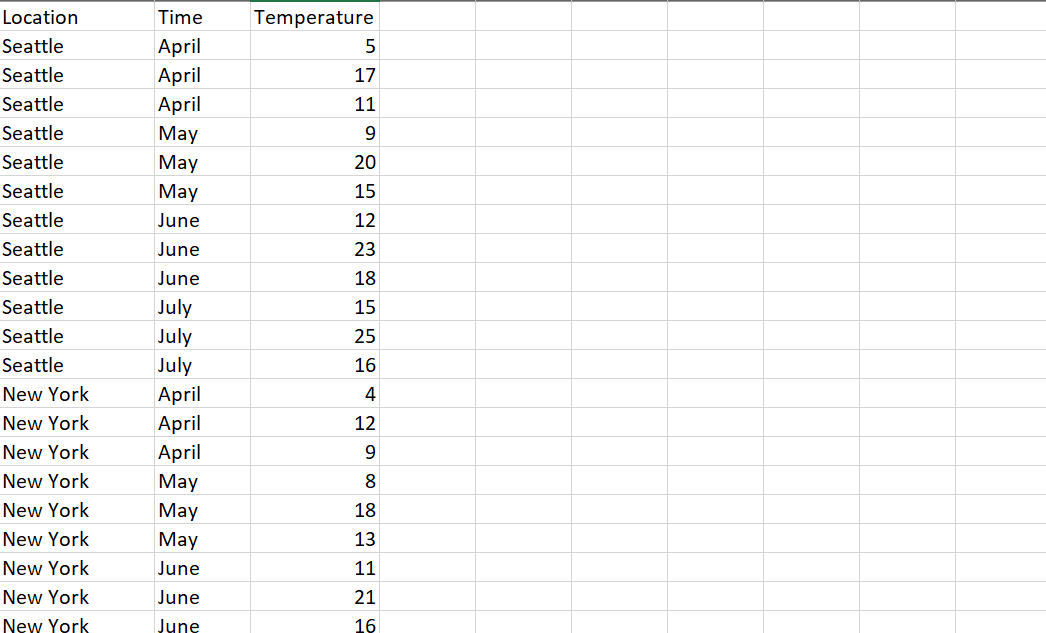 Location Time Temperature
Seattle April 5
Seattle April 17
Seattle April 11
Seattle May 9
Seattle May 20
Seattle May 15
Seattle June 12
Seattle June 23
Seattle June 18
Seattle July 15
Seattle July 25
Seattle July 16
New York April 4
New York April 12
New York April 9
New York May 8
New York May 18
New York May 13
New York June 11
New York June 21
New York June 16